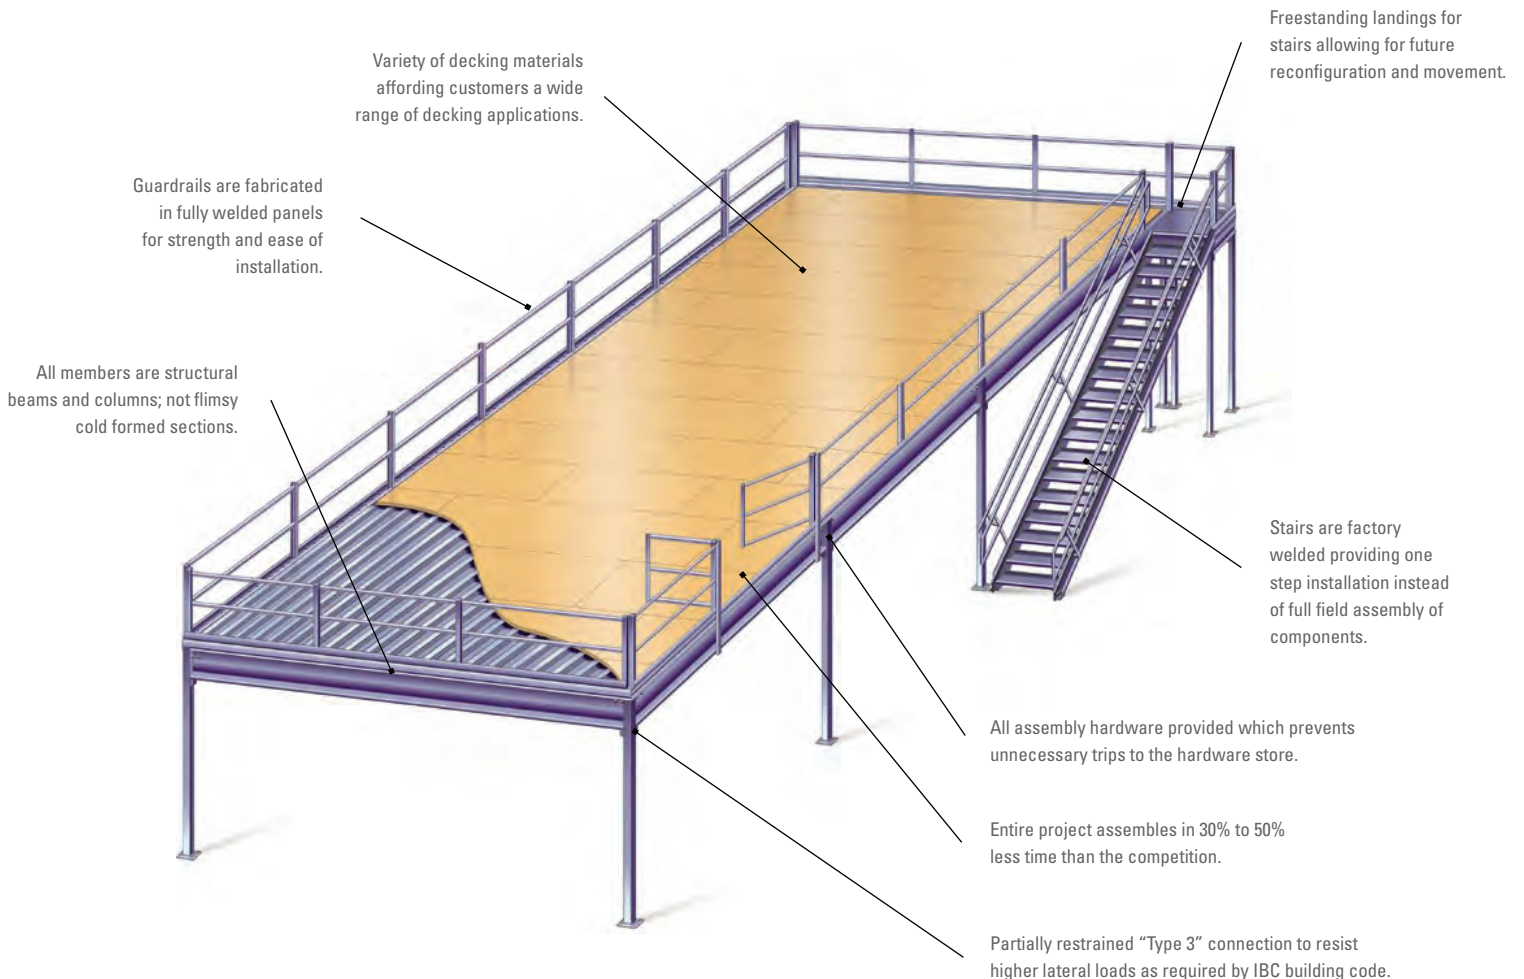 Freestanding landings for
stairs allowing for future
reconfiguration and movement.
Variety of decking materials
affording customers a wide
range of decking applications.
Guardrails are fabricated
in fully welded panels
for strength and ease of
installation.
All members are structural
beams and columns; not flimsy
cold formed sections.
Stairs are factory
welded providing one
step installation instead
of full field assembly of
components.
All assembly hardware provided which prevents
unnecessary trips to the hardware store.
Entire project assembles in 30% to 50%
less time than the competition.
Partially restrained “Type 3” connection to resist
higher lateral loads as required by IBC building code.